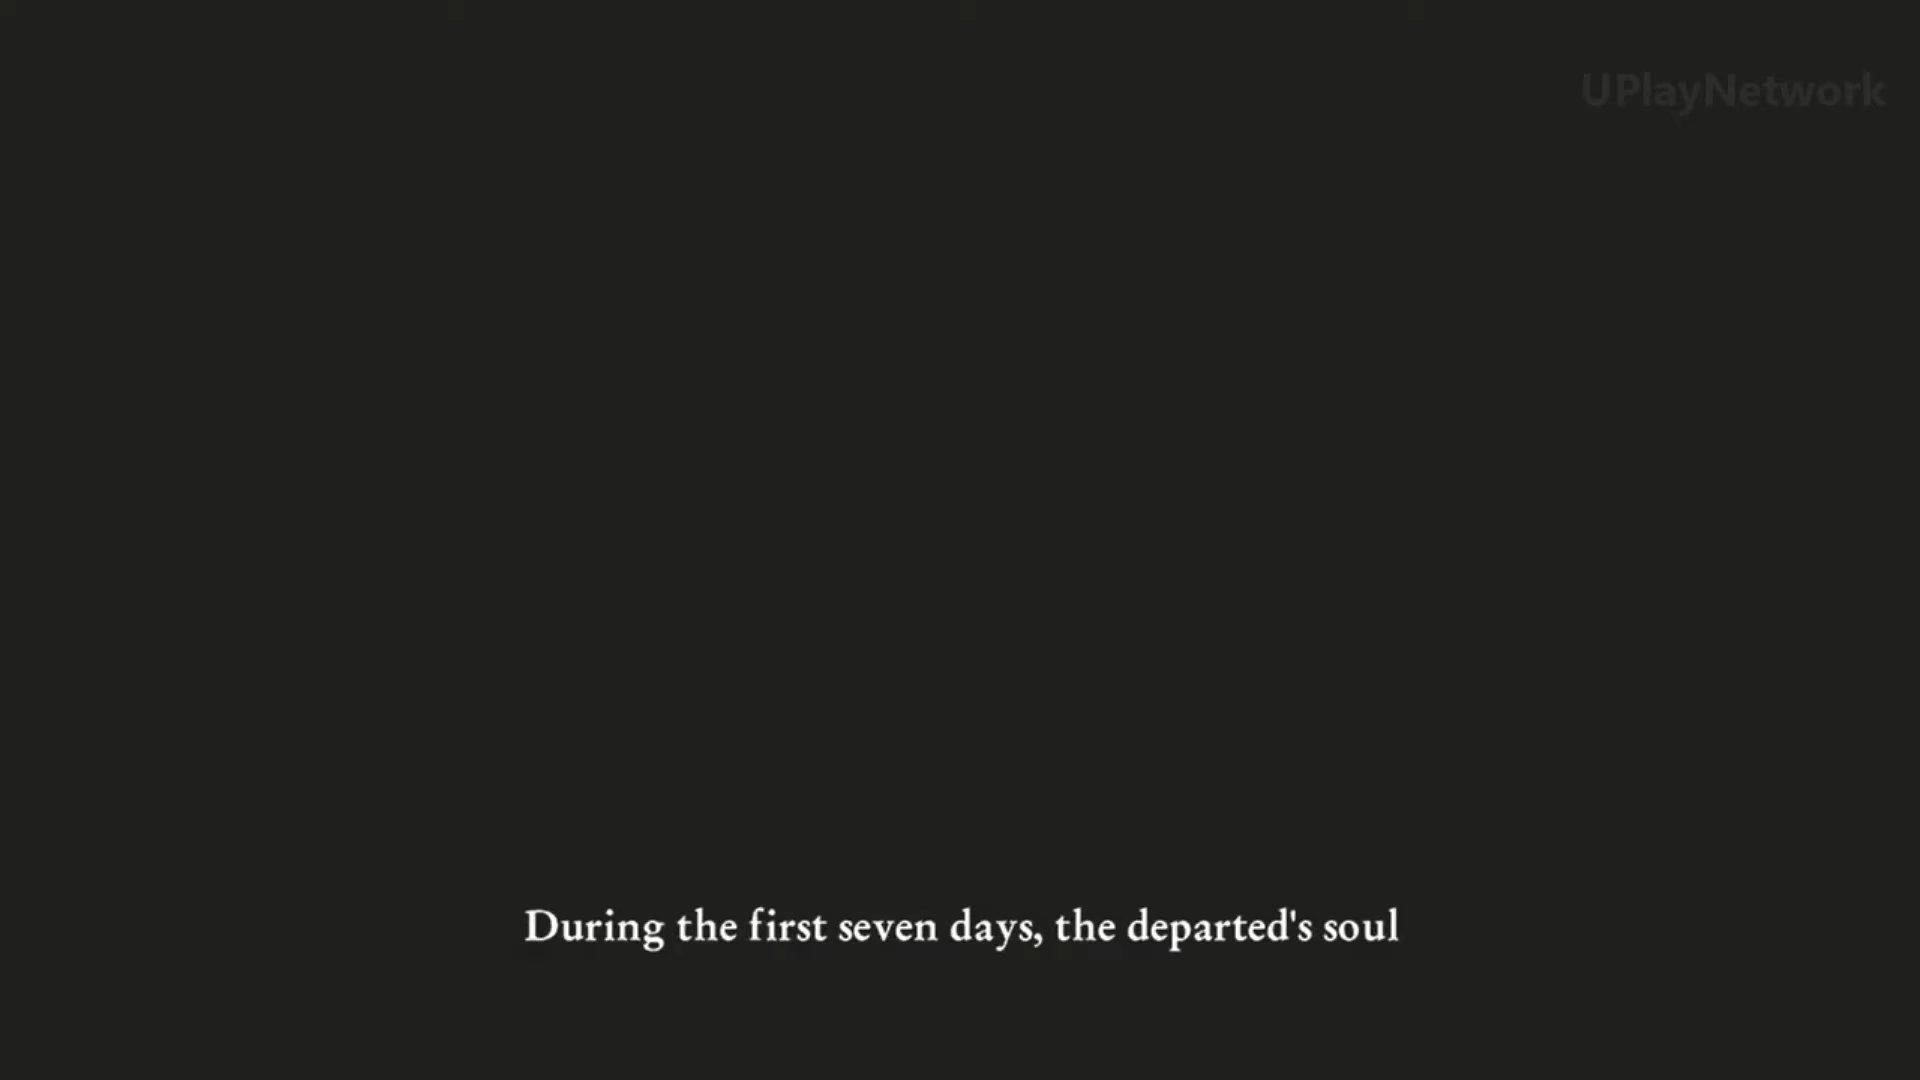 UPlayNetwork
During the first seven days, the departed's soul